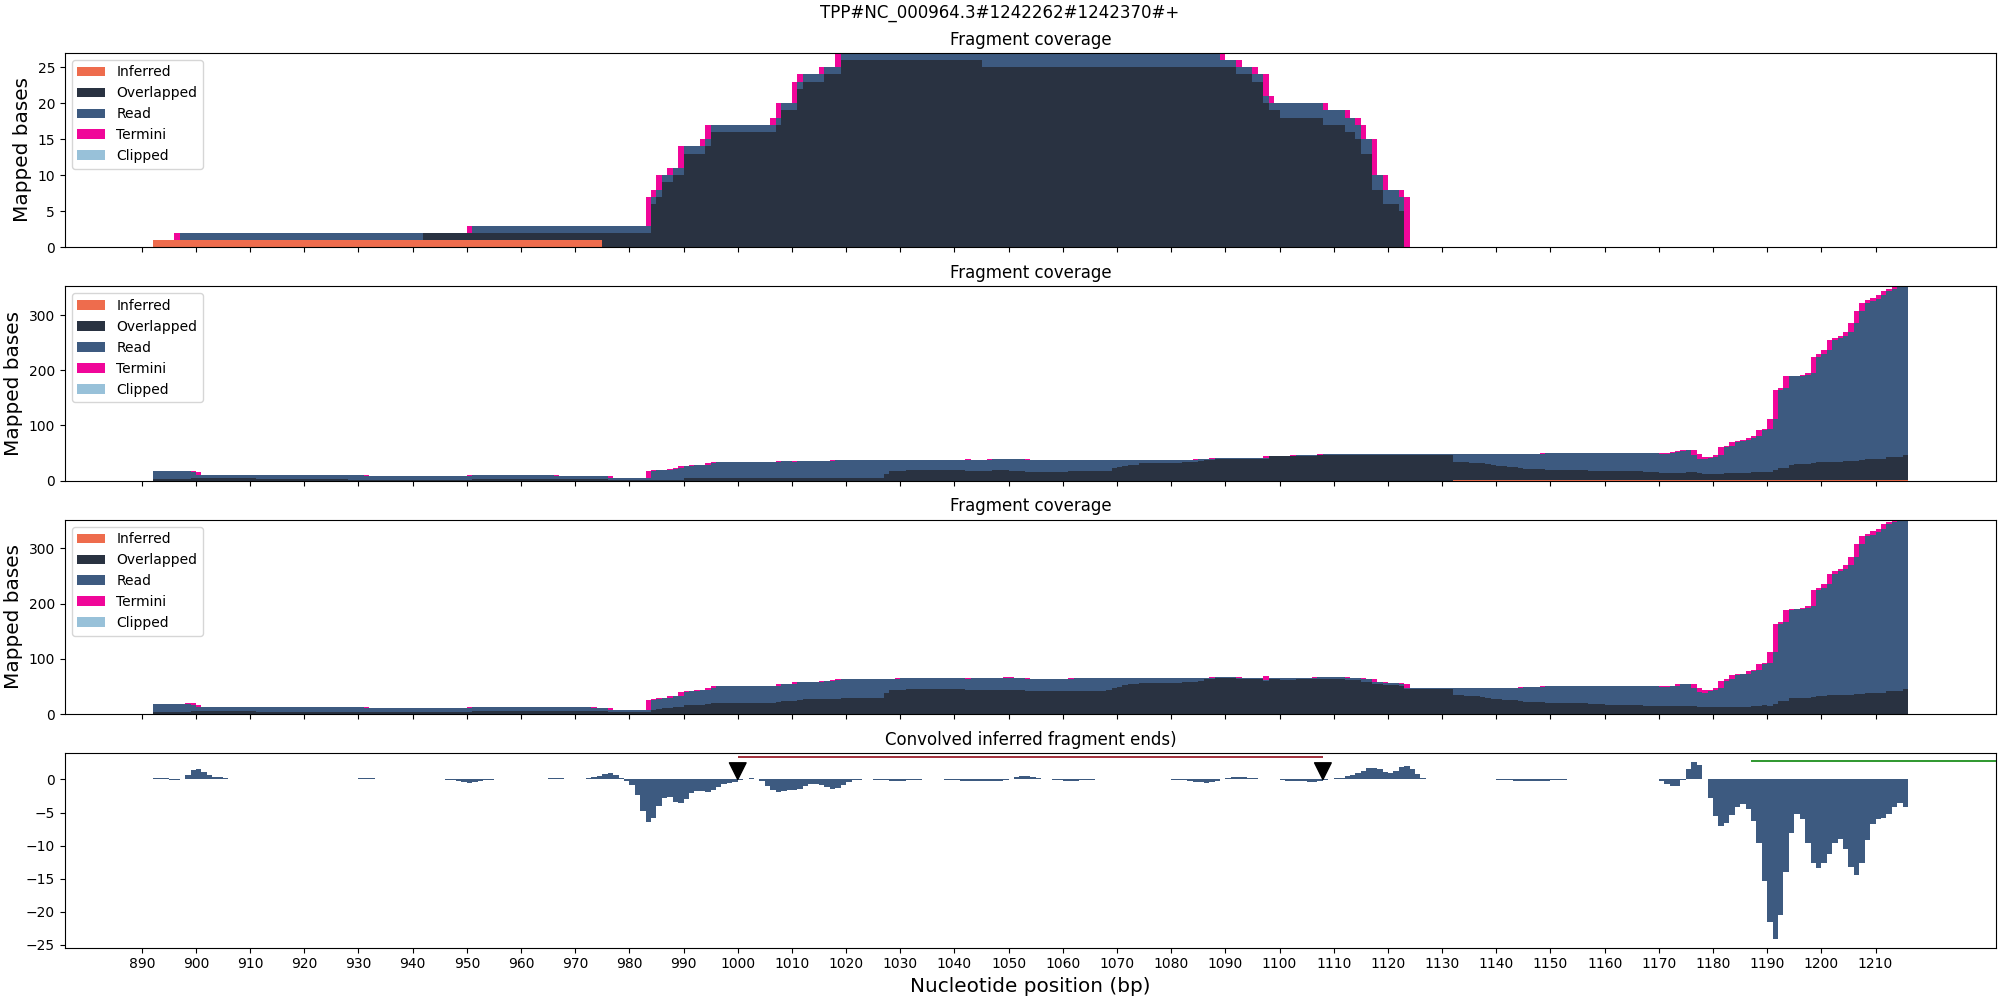 TPP#NC_000964.3#1242262#1242370#+
Fragment coverage
Mapped bases
25
20
15
10
5
0
Inferred
Overlapped
Read
Termini
Clipped
Fragment coverage
Mapped bases
300
200
100
0
Inferred
Overlapped
Read
Termini
Clipped
Fragment coverage
Mapped bases
300
200
100
0
Inferred
Overlapped
Read
Termini
Clipped
Convolved inferred fragment ends)
0
−5
−10
−15
−20
−25
890 900 910 920 930 940 950 960 970 980 990 1000 1010 1020 1030 1040 1050 1060 1070 1080 1090 1100 1110 1120 1130 1140 1150 1160 1170 1180 1190 1200 1210
Nucleotide position (bp)